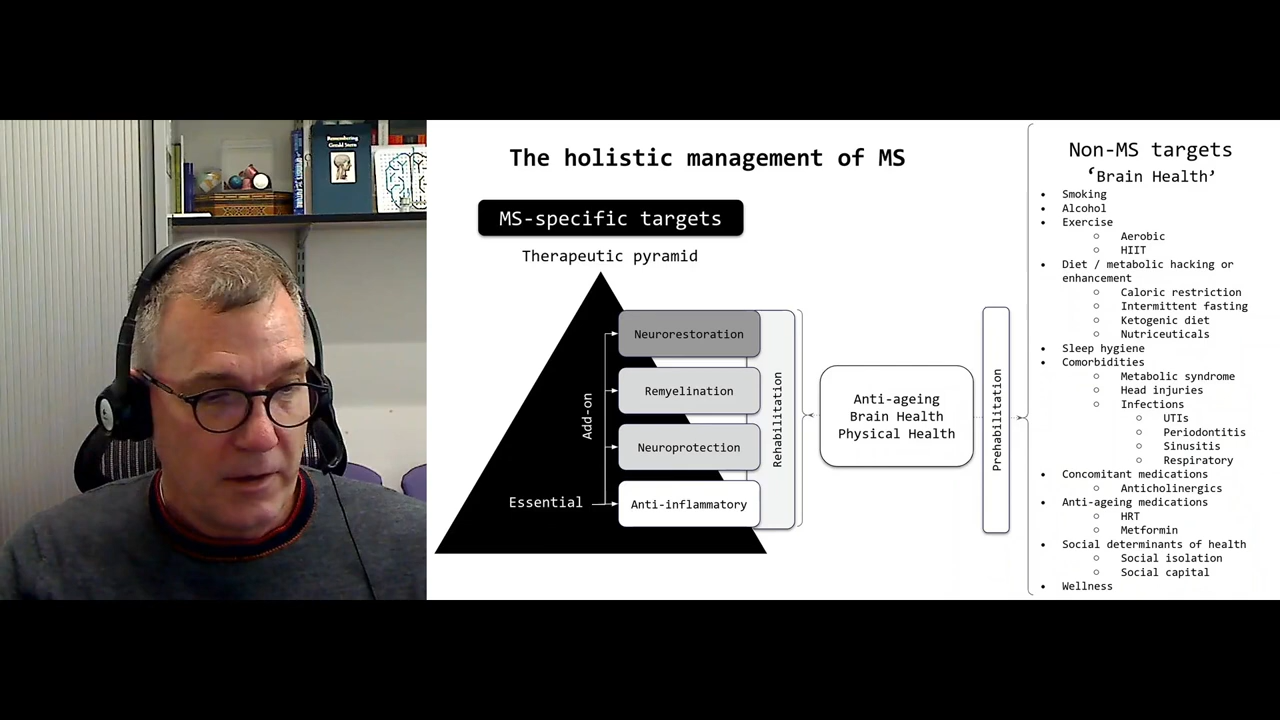 Remembering
Gerald Stern
The holistic management of MS
MS-specific targets
Therapeutic pyramid
Neurorestoration
Remyelination
Neuroprotection
Anti-inflammatory
Add-on
Essential
Rehabilitation
Anti-ageing
Brain Health
Physical Health
Prehabilitation
Non-MS targets
‘Brain Health’
• Smoking
• Alcohol
• Exercise
○ Aerobic
○ HIIT
• Diet / metabolic hacking or
enhancement
○ Caloric restriction
○ Intermittent fasting
○ Ketogenic diet
○ Nutriceuticals
• Sleep hygiene
• Comorbidities
○ Metabolic syndrome
○ Head injuries
○ Infections
○ UTIs
○ Periodontitis
○ Sinusitis
○ Respiratory
• Concomitant medications
○ Anticholinergics
• Anti-ageing medications
○ HRT
○ Metformin
• Social determinants of health
○ Social isolation
○ Social capital
• Wellness